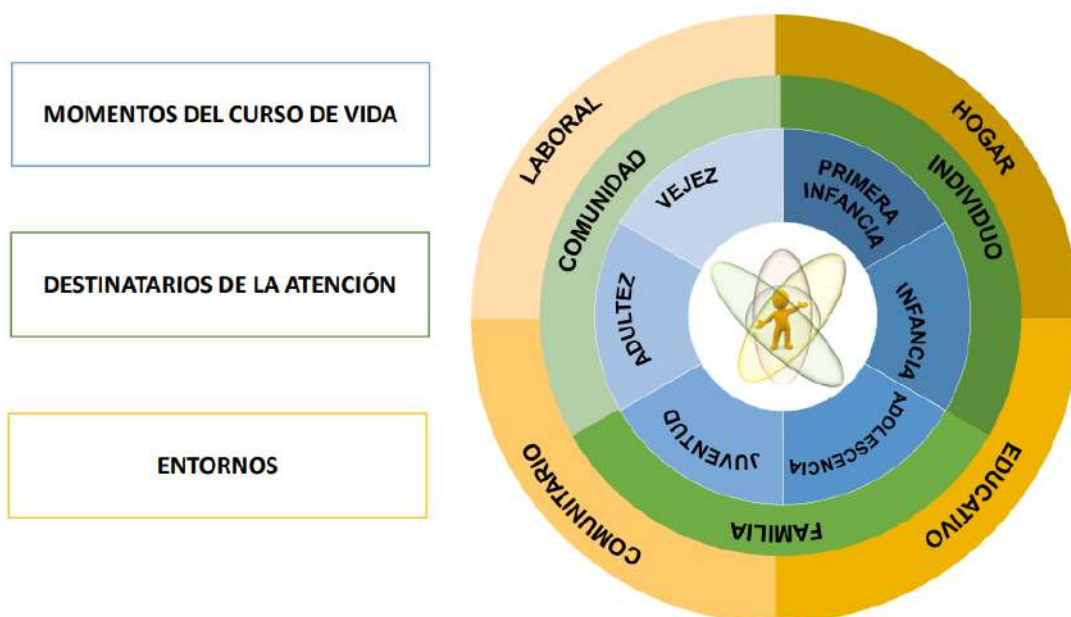 MOMENTOS DEL CURSO DE VIDA
DESTINATARIOS DE LA ATENCIÓN
ENTORNOS
LABORAL
HOGAR
EDUCATIVO
COMUNITARIO
COMUNIDAD
INDIVIDUO
FAMILIA
VEJEZ
PRIMERA
INFANCIA
INFANCIA
ADOLESCENCIA
JUVENTUD
ADULTEZ